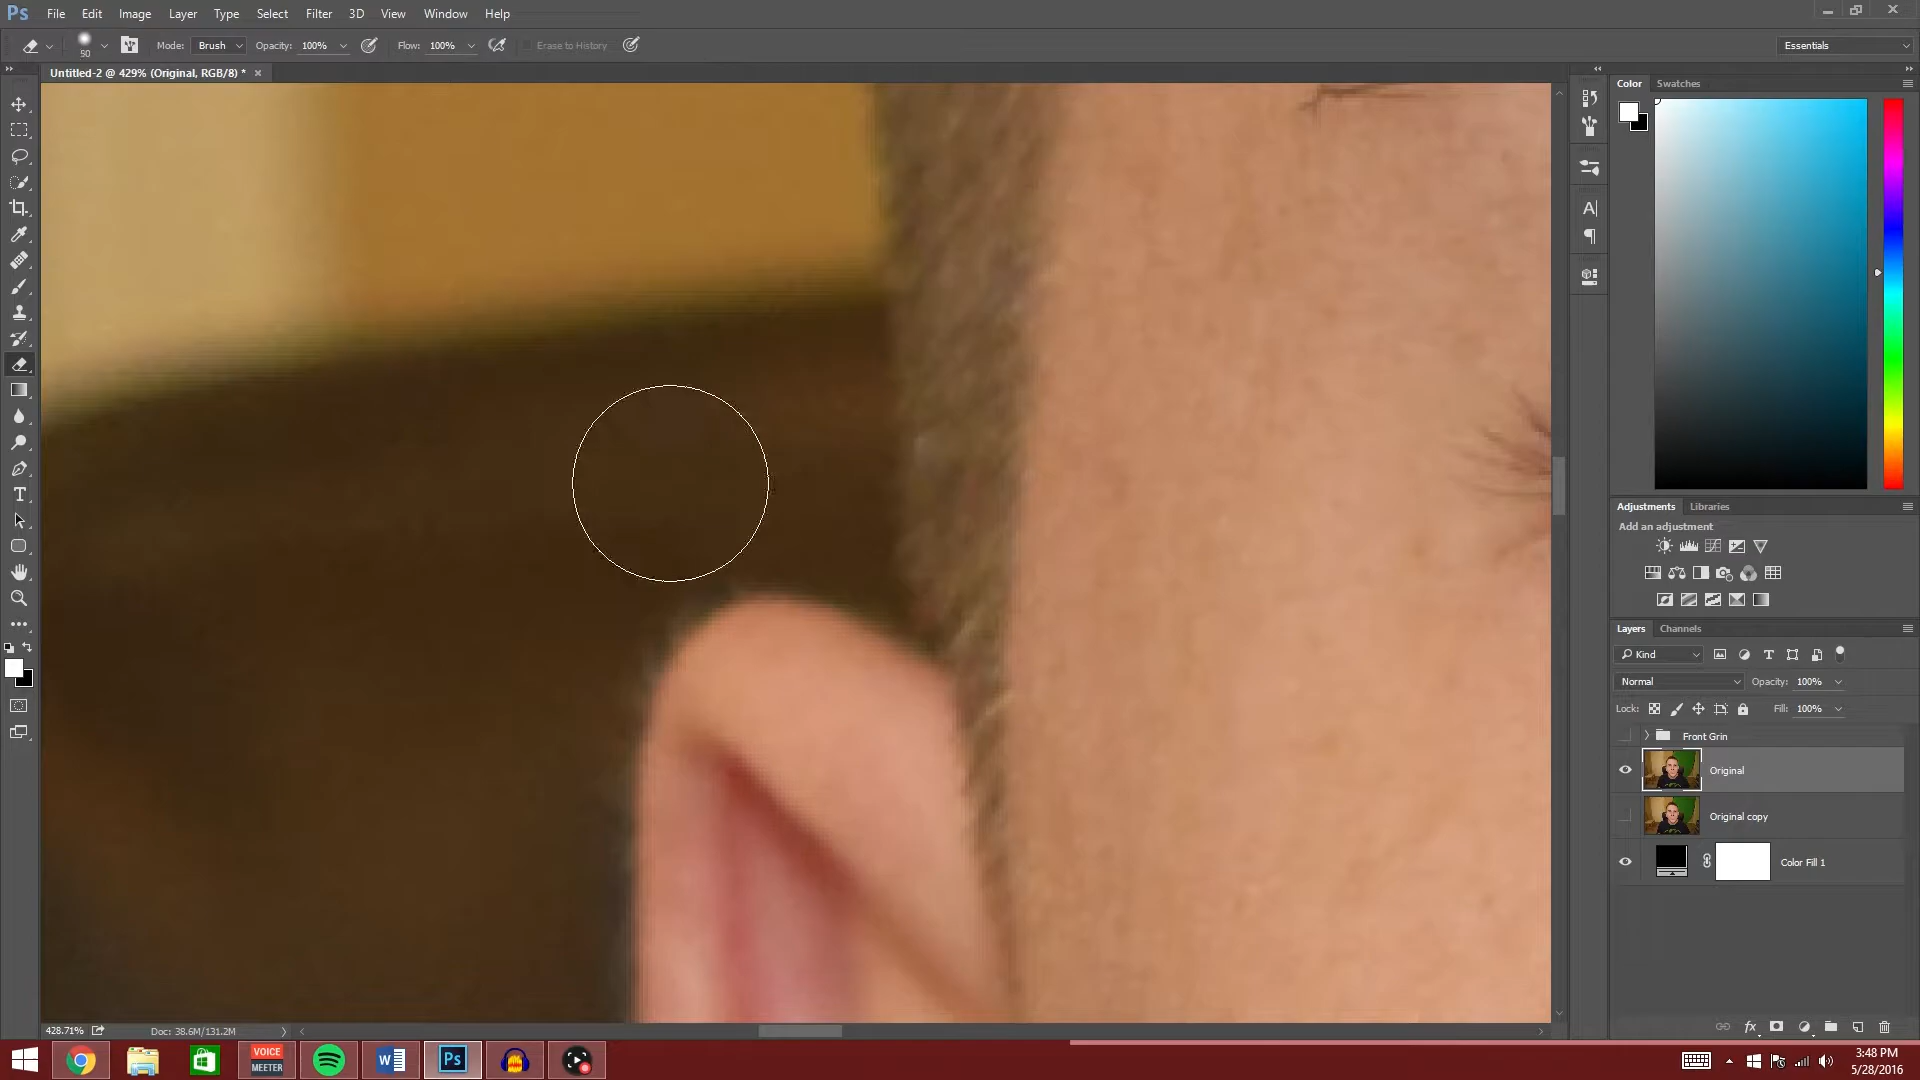 Ps File Edit Image Layer Type Select Filter 3D View Window Help
50 Mode: Brush Opacity: 100% Flow: 100% Erase to History Essentials
Untitled-2 @ 429% (Original, RGB/8) * ×
Color Swatches
Adjustments Libraries
Add an adjustment
Layers Channels
Kind
Normal Opacity: 100%
Lock: Fill: 100%
Front Grin
Original
Original copy
Color Fill 1
428.71% Doc: 38.6M/131.2M
VOICE
MEETER
Ps
3:48 PM
5/28/2016